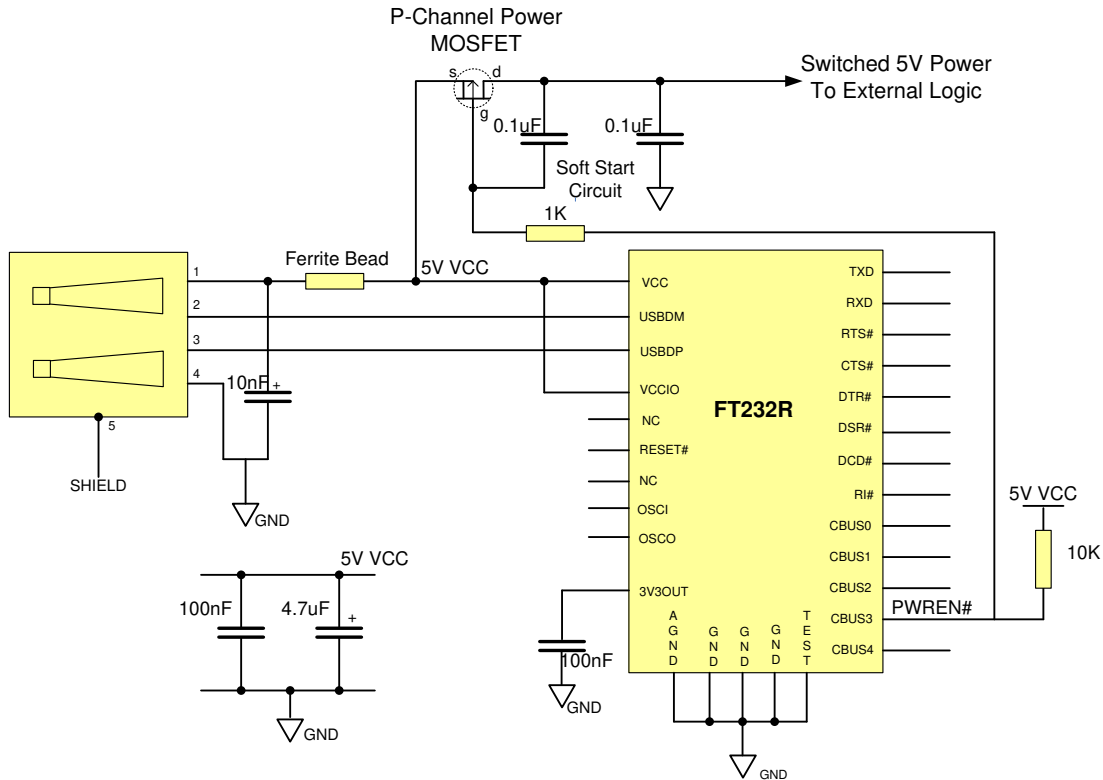 P-Channel Power
MOSFET
s
d
g
Switched 5V Power
To External Logic
0.1uF
0.1uF
Soft Start
Circuit
1K
Ferrite Bead
5V VCC
1
2
3
4
5
SHIELD
10nF +
GND
VCC
USBDM
USBDP
VCCIO
NC
RESET#
NC
OSCI
OSCO
3V3OUT
FT232R
TXD
RXD
RTS#
CTS#
DTR#
DSR#
DCD#
RI#
CBUS0
CBUS1
CBUS2
CBUS3
CBUS4
PWREN#
5V VCC
10K
AGND
GND
GND
GND
TEST
GND
100nF
GND
5V VCC
100nF
4.7uF
+
GND